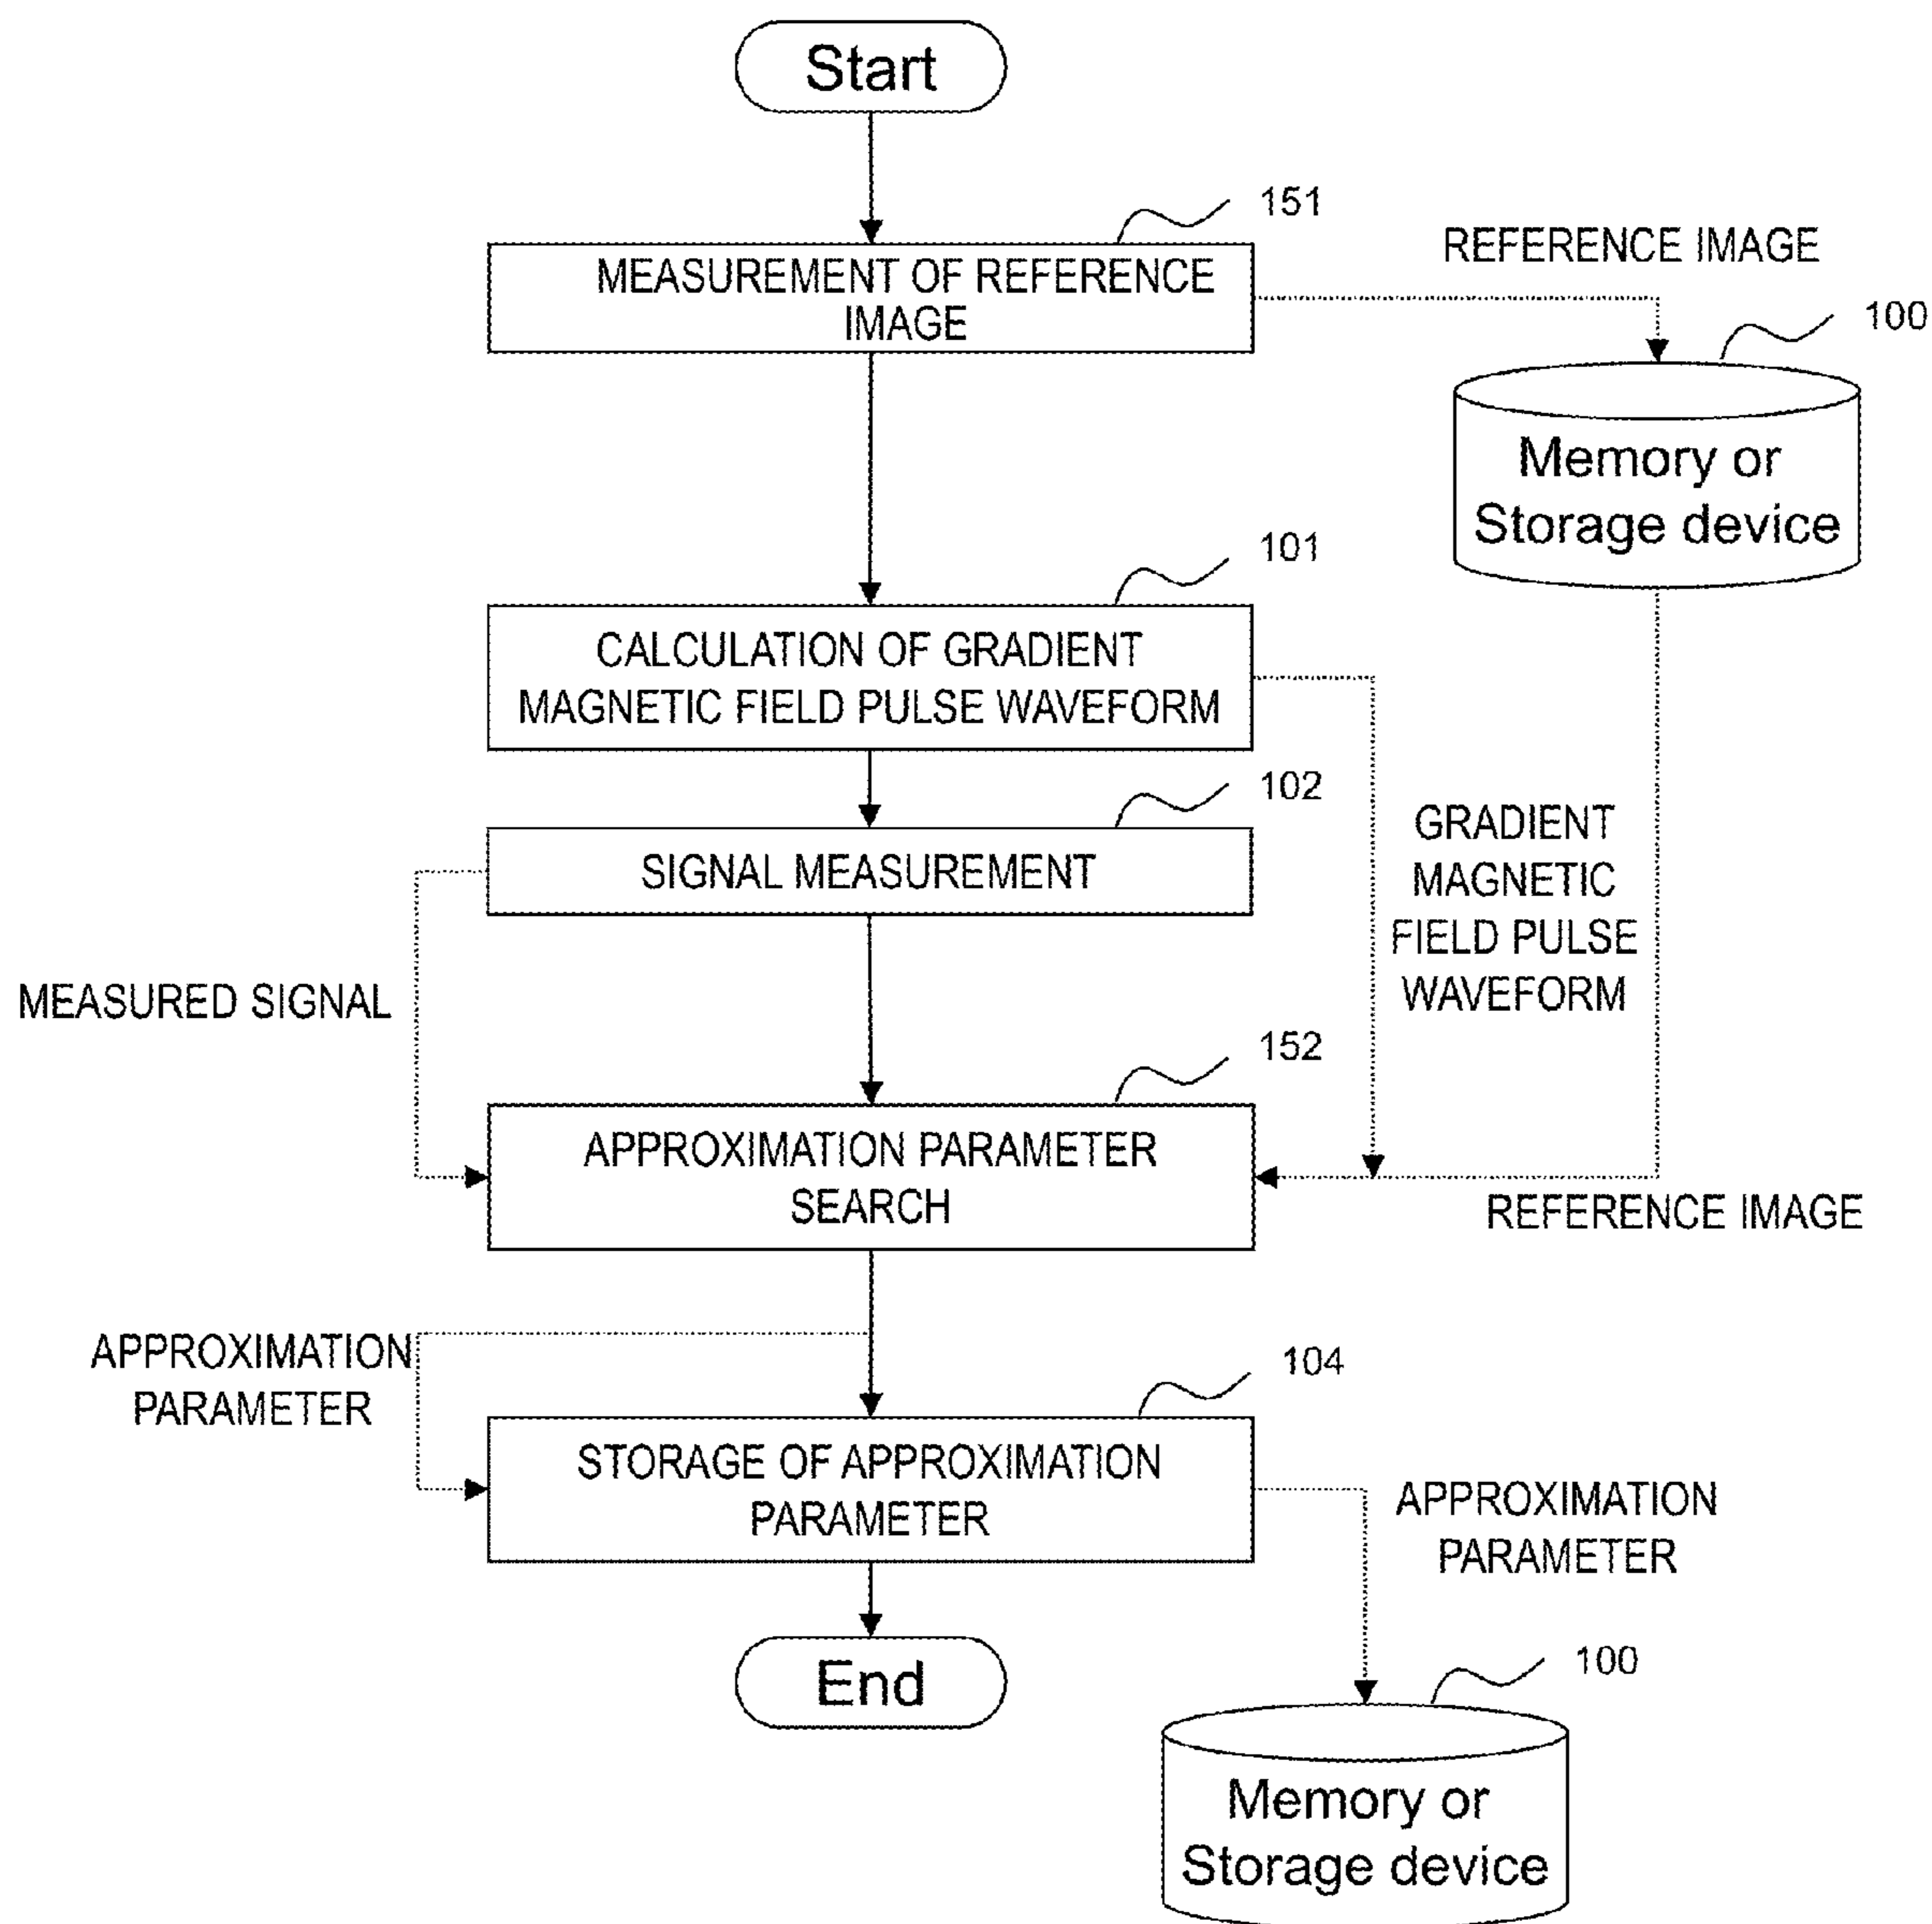 Start
151
MEASUREMENT OF REFERENCE
IMAGE
REFERENCE IMAGE
100
Memory or
Storage device
101
CALCULATION OF GRADIENT
MAGNETIC FIELD PULSE WAVEFORM
102
SIGNAL MEASUREMENT
GRADIENT
MAGNETIC
FIELD PULSE
WAVEFORM
MEASURED SIGNAL
152
APPROXIMATION PARAMETER
SEARCH
REFERENCE IMAGE
APPROXIMATION
PARAMETER
104
STORAGE OF APPROXIMATION
PARAMETER
APPROXIMATION
PARAMETER
End
100
Memory or
Storage device